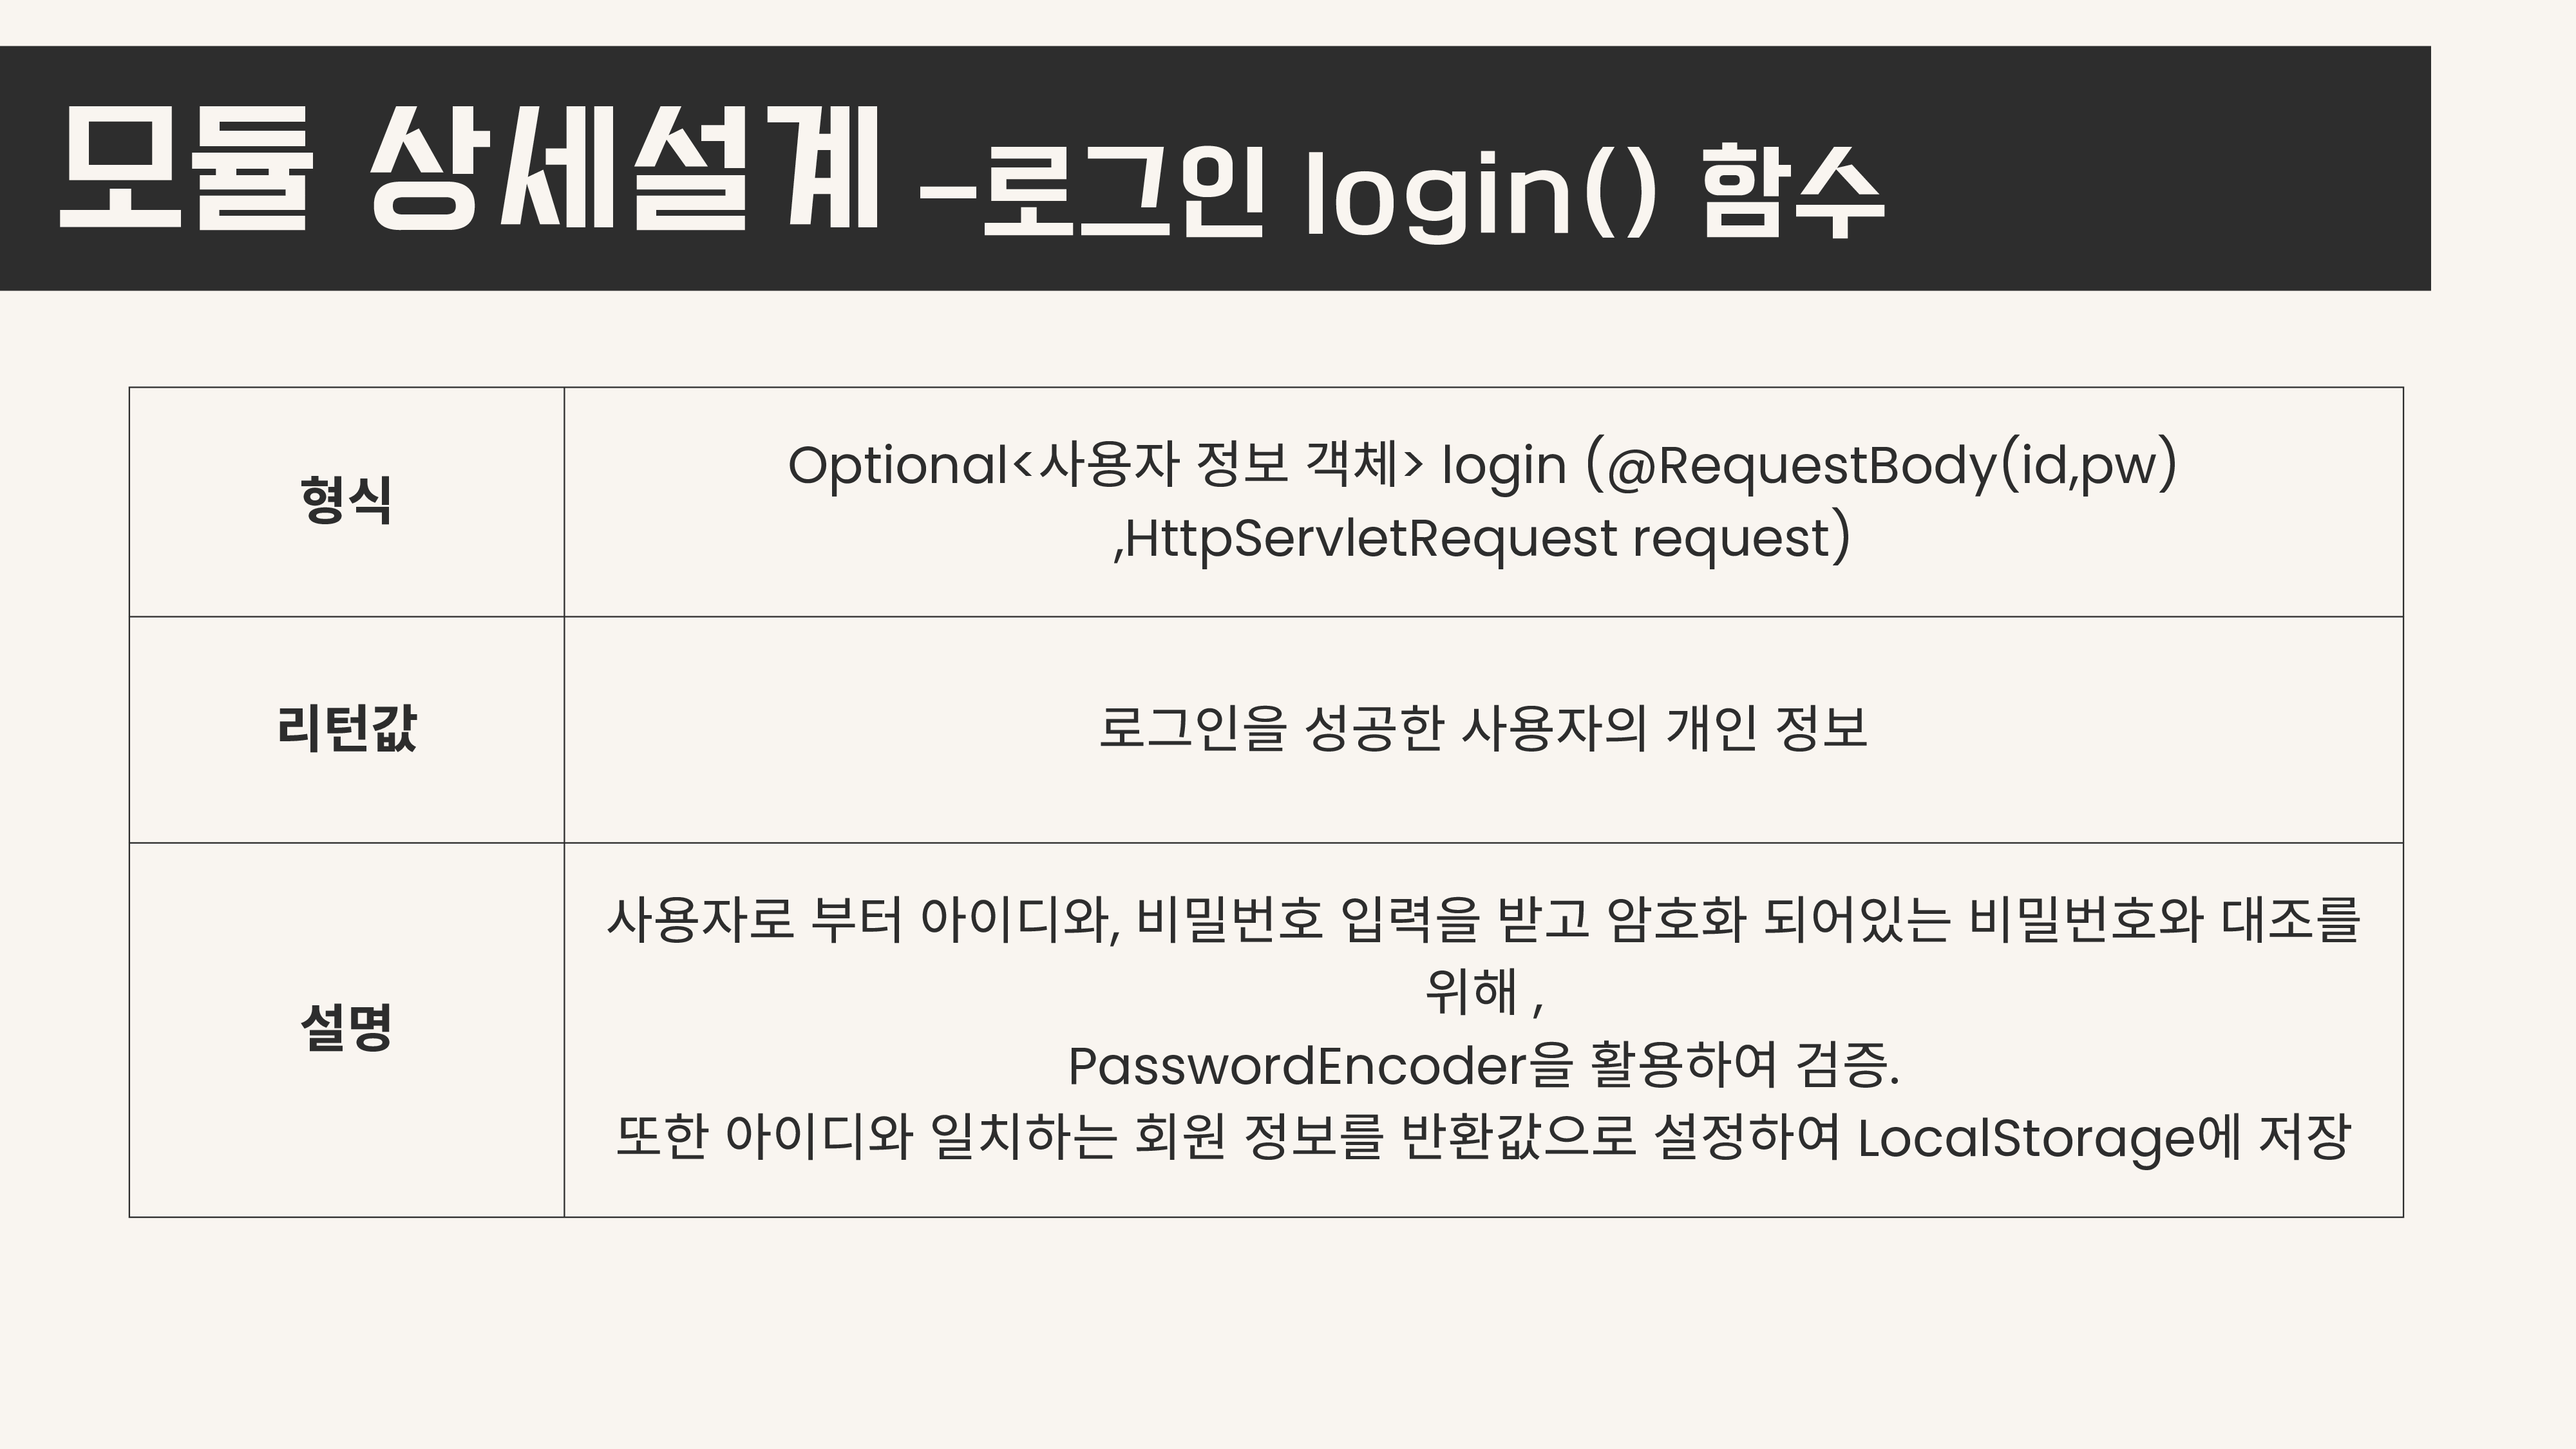 모듈 상세설계 -로그인 login() 함수
형식
Optional<사용자 정보 객체> login (@RequestBody(id,pw)
,HttpServletRequest request)
리턴값
로그인을 성공한 사용자의 개인 정보
설명
사용자로 부터 아이디와, 비밀번호 입력을 받고 암호화 되어있는 비밀번호와 대조를
위해 ,
PasswordEncoder을 활용하여 검증.
또한 아이디와 일치하는 회원 정보를 반환값으로 설정하여 LocalStorage에 저장